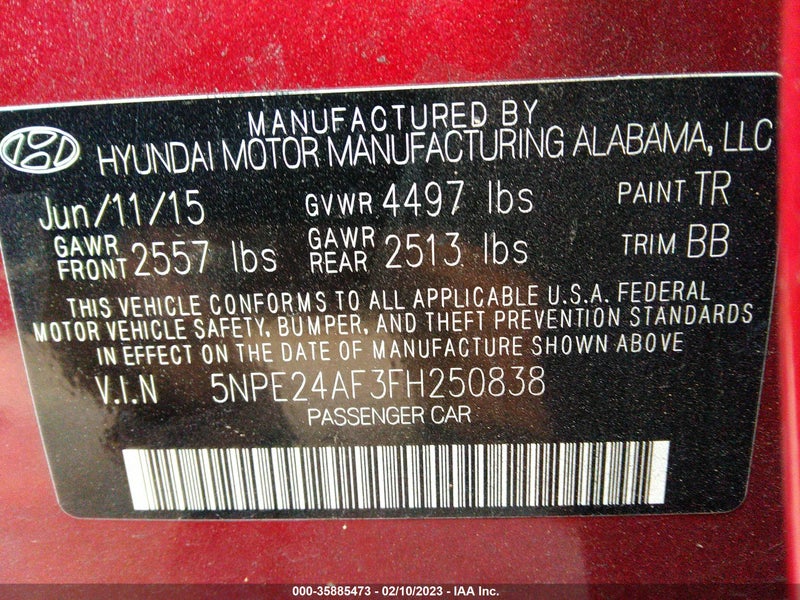 MANUFACTURED BY
HYUNDAI MOTOR MANUFACTURING ALABAMA, LLC
Jun/11/15 GVWR 4497 lbs PAINT TR
GAWR FRONT 2557 lbs GAWR REAR 2513 lbs TRIM BB
THIS VEHICLE CONFORMS TO ALL APPLICABLE U.S.A. FEDERAL
MOTOR VEHICLE SAFETY, BUMPER, AND THEFT PREVENTION STANDARDS
IN EFFECT ON THE DATE OF MANUFACTURE SHOWN ABOVE
V.I.N 5NPE24AF3FH250838
PASSENGER CAR
000-35885473 - 02/10/2023 - IAA Inc.